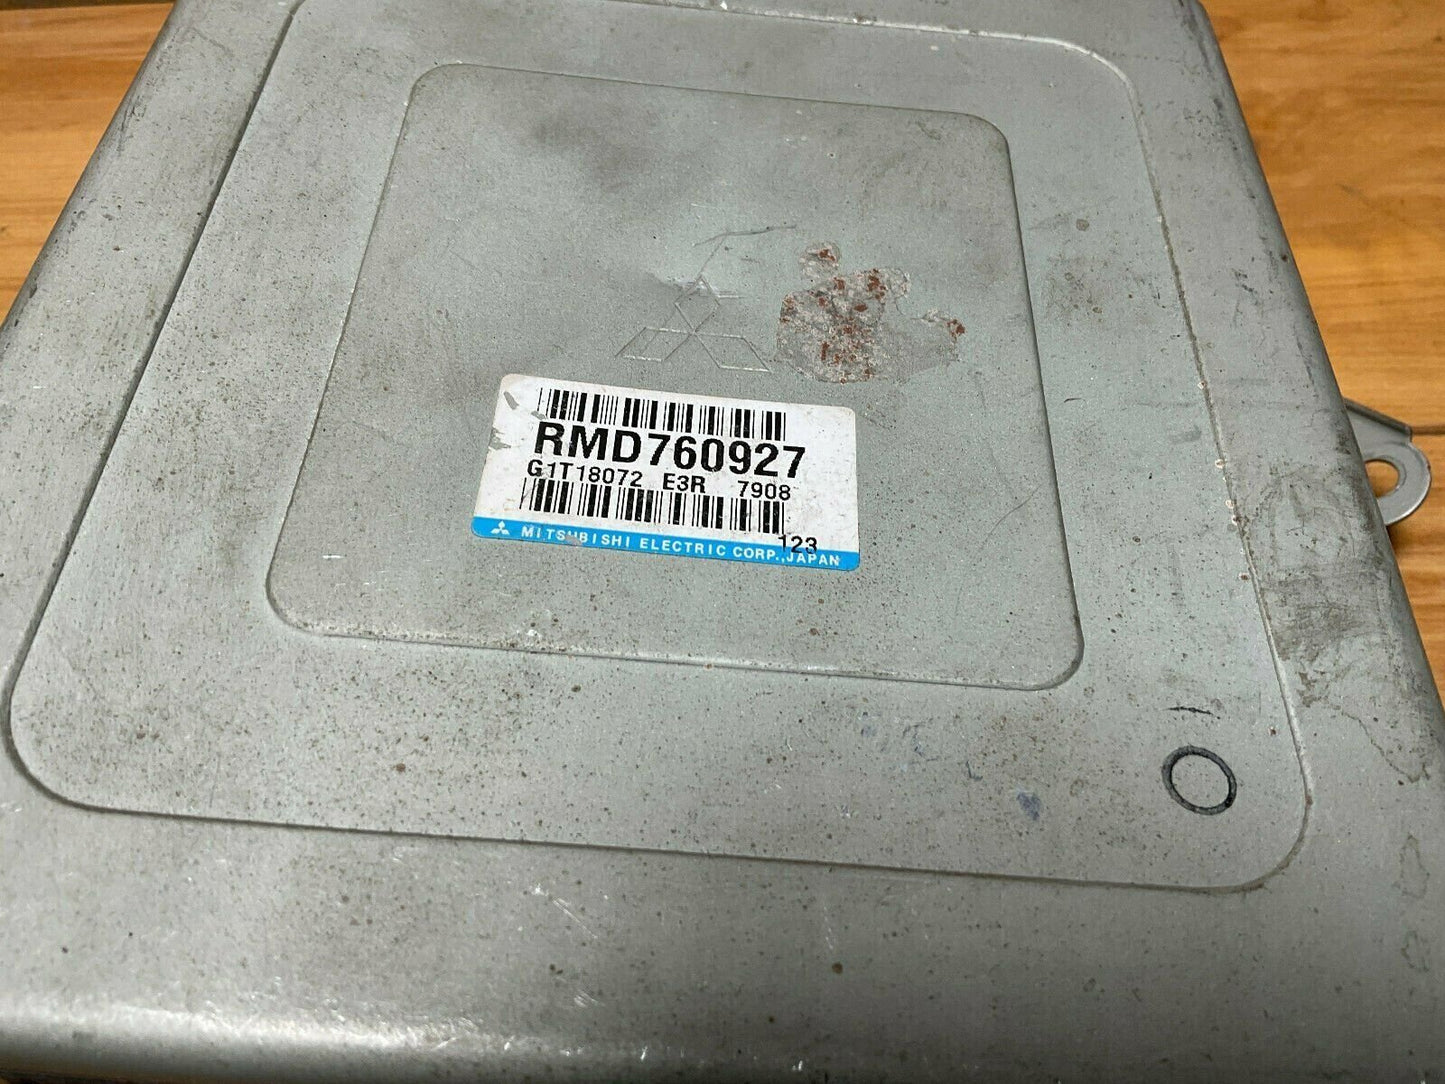 RMD760927
G1T18072 E3R 7908
123
MITSUBISHI ELECTRIC CORP.,JAPAN